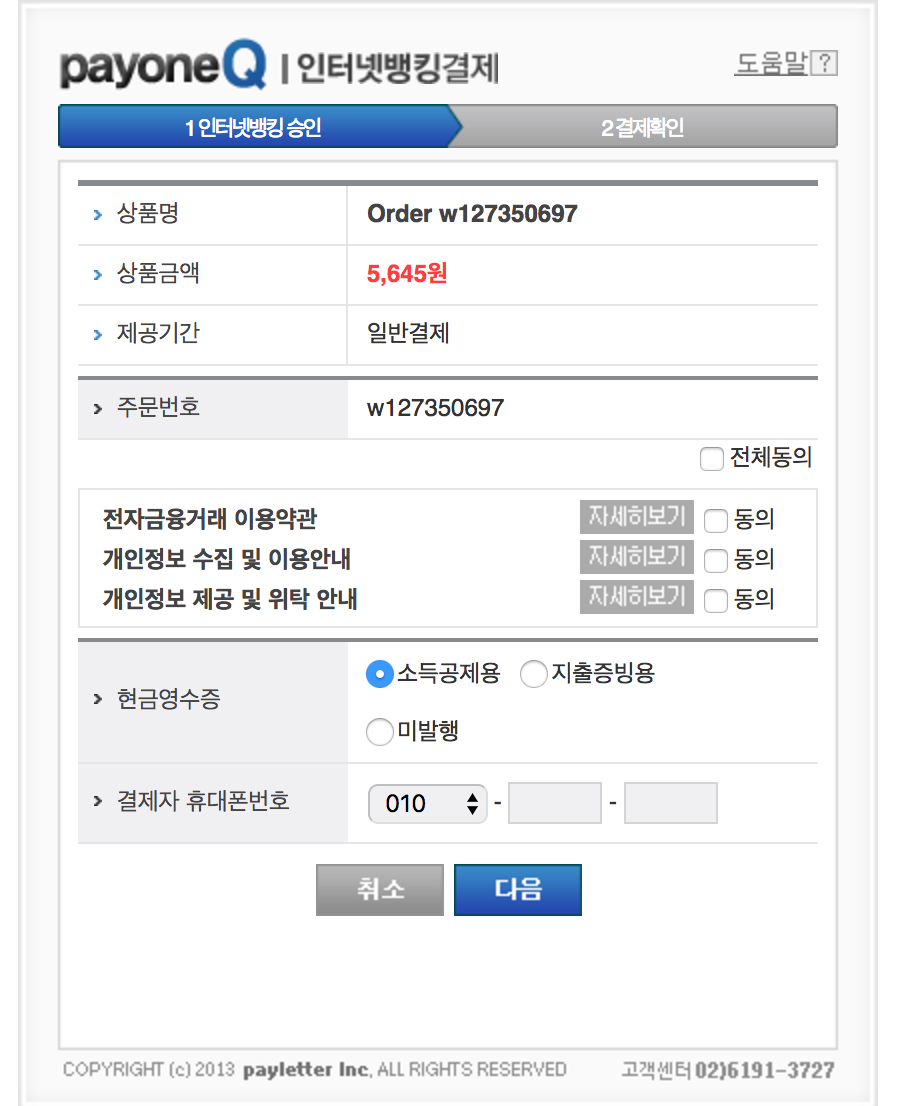 payoneQ | 인터넷뱅킹결제 도움말 ?
1 인터넷뱅킹 승인 2 결제확인
상품명 Order w127350697
상품금액 5,645원
제공기간 일반결제
주문번호 w127350697
전체동의
전자금융거래 이용약관 자세히보기 동의
개인정보 수집 및 이용안내 자세히보기 동의
개인정보 제공 및 위탁 안내 자세히보기 동의
현금영수증 소득공제용 지출증빙용
미발행
결제자 휴대폰번호 010 - -
취소 다음
COPYRIGHT (c) 2013 payletter Inc, ALL RIGHTS RESERVED 고객센터 02)6191-3727